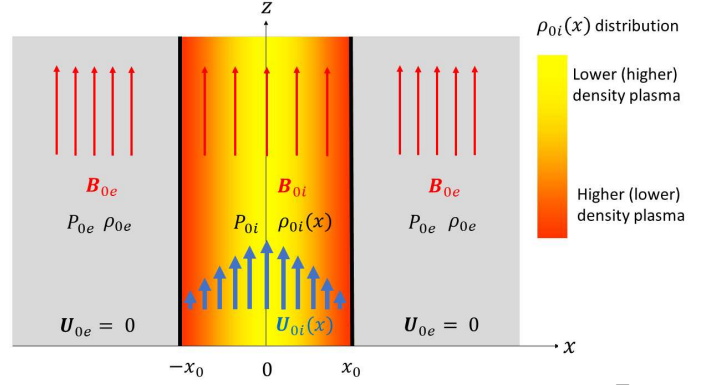 z
ρ₀ᵢ(x) distribution
Lower (higher)
density plasma
Higher (lower)
density plasma
B₀ₑ B₀ᵢ B₀ₑ
P₀ₑ ρ₀ₑ P₀ᵢ ρ₀ᵢ(x) P₀ₑ ρ₀ₑ
U₀ₑ = 0 U₀ᵢ(x) U₀ₑ = 0
x
−x₀ 0 x₀